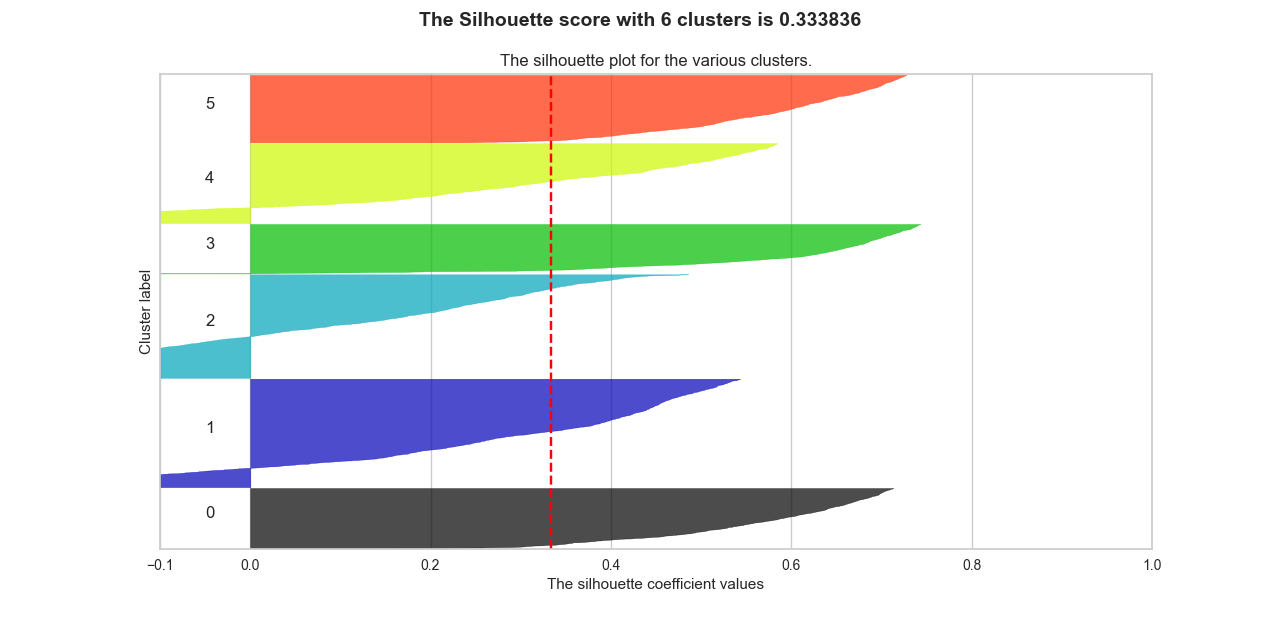 The Silhouette score with 6 clusters is 0.333836
The silhouette plot for the various clusters.
5
4
3
2
1
0
Cluster label
−0.1 0.0 0.2 0.4 0.6 0.8 1.0
The silhouette coefficient values